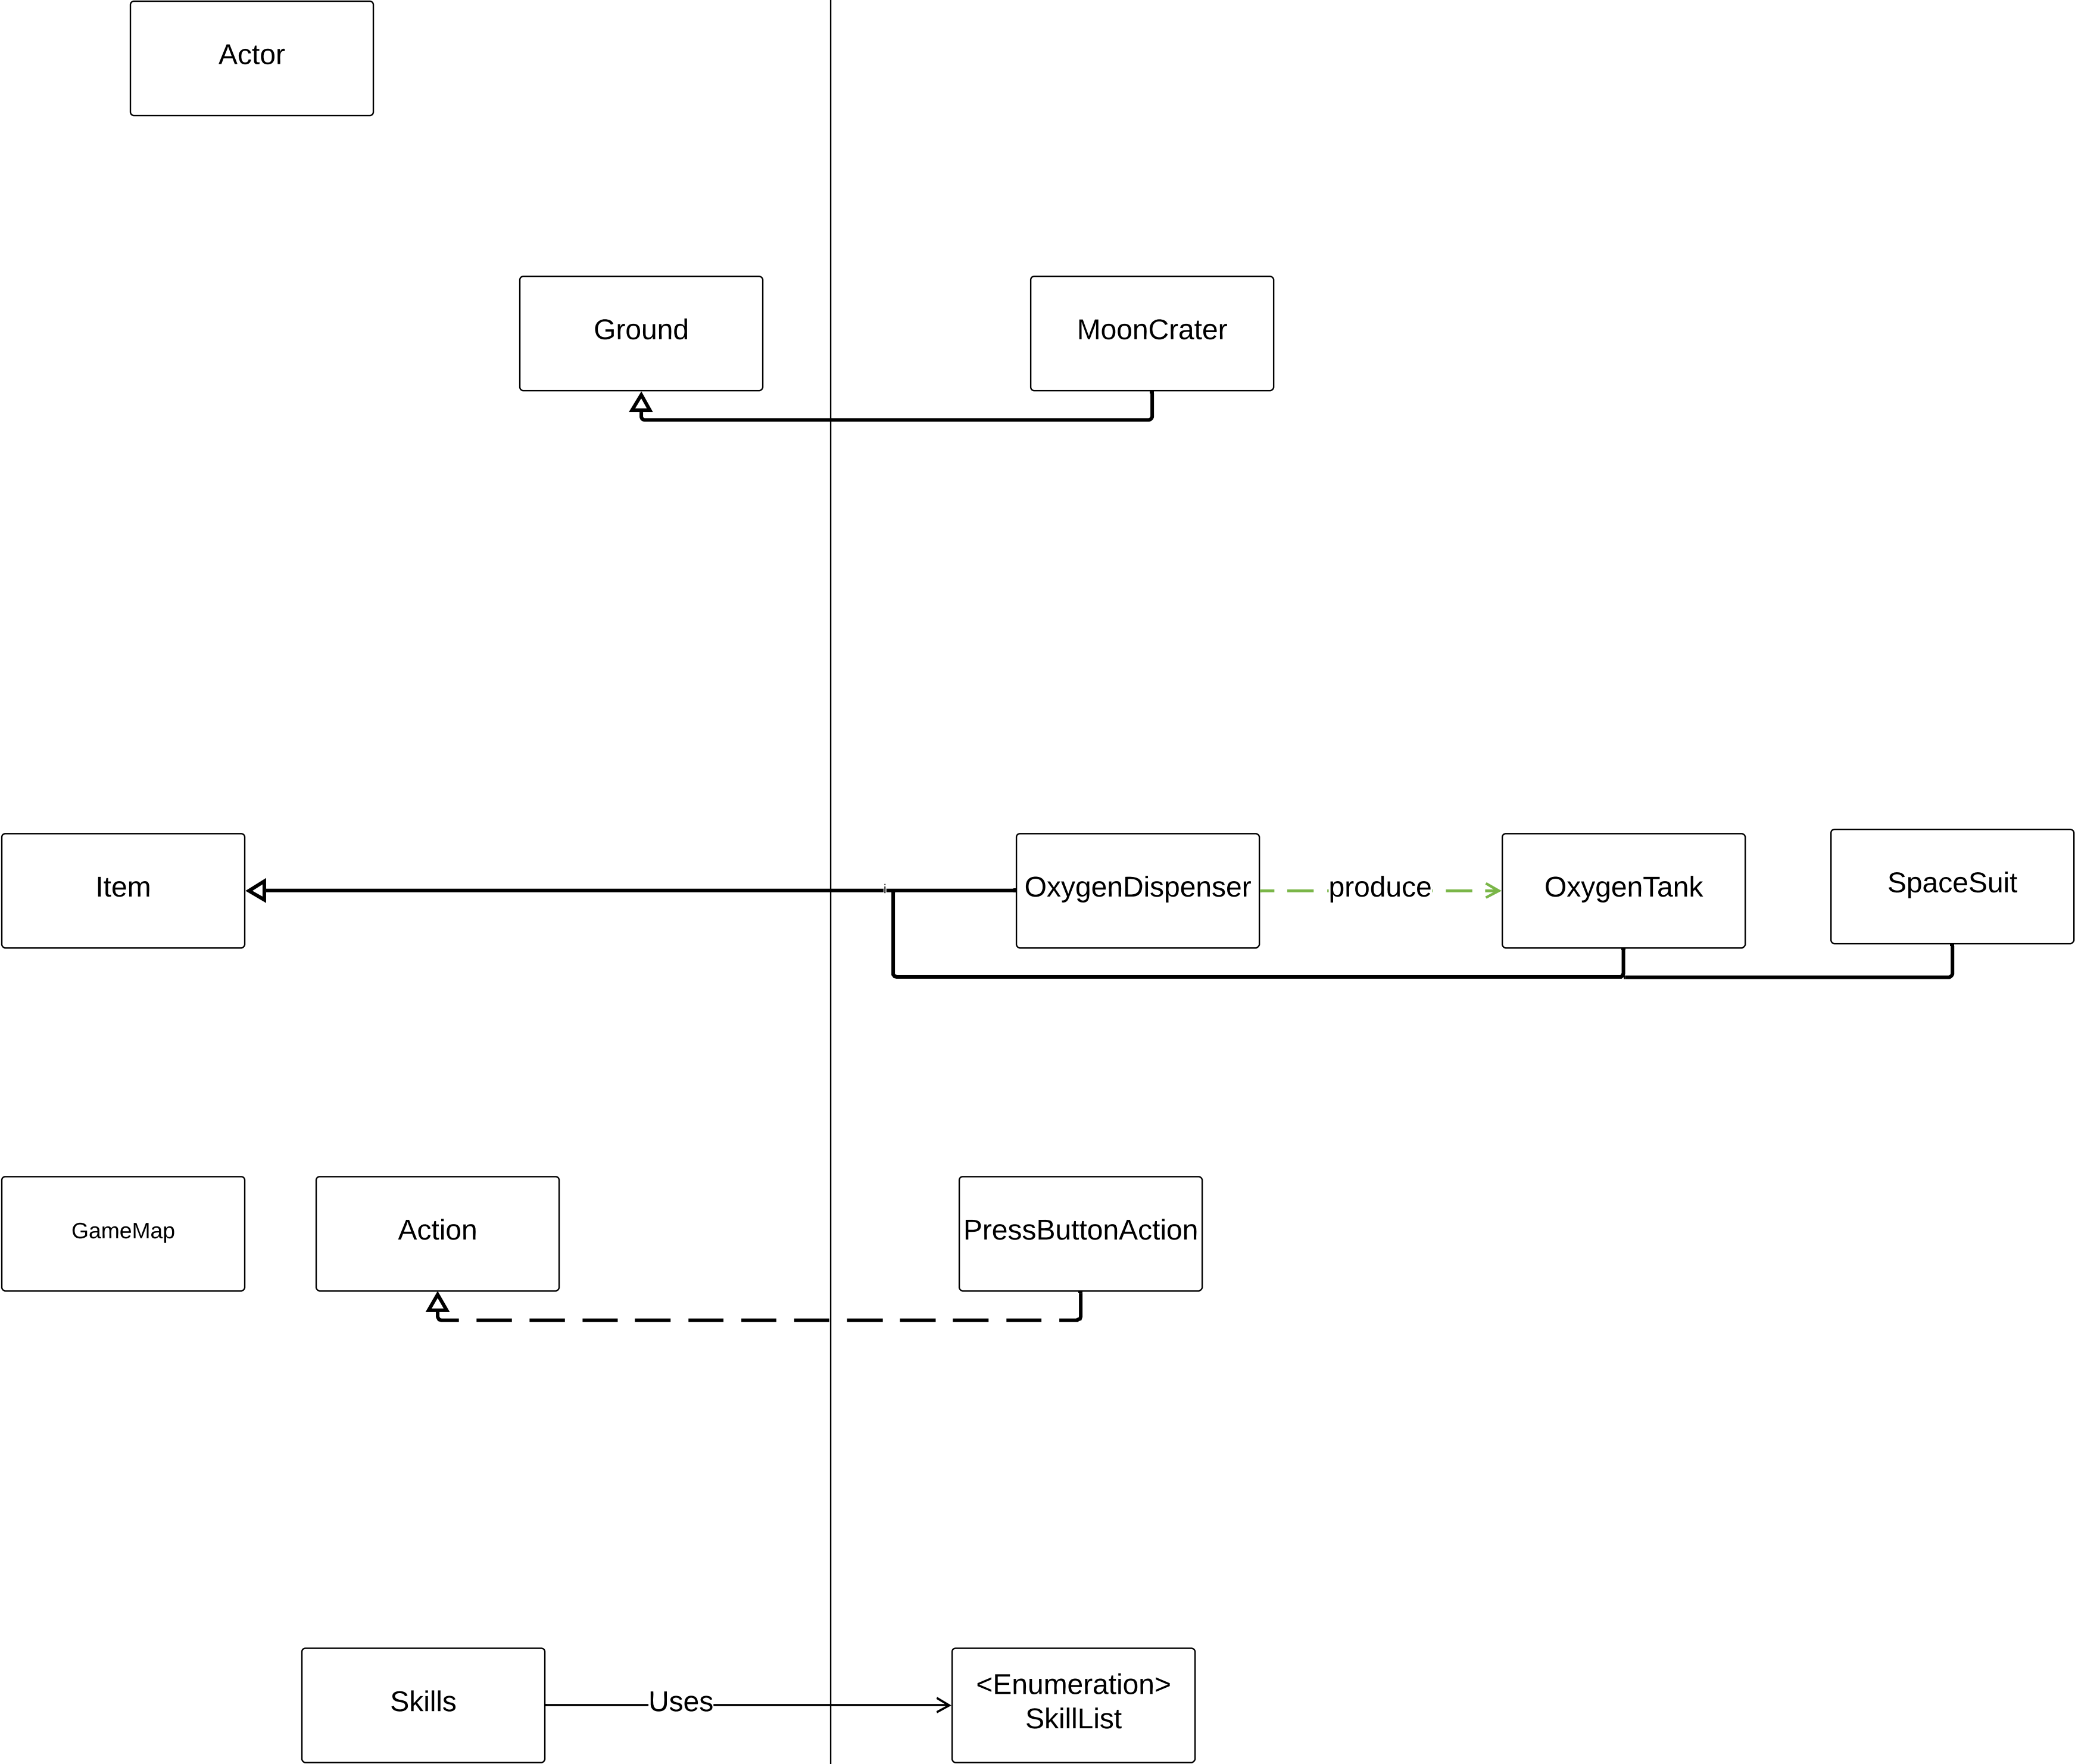 Actor
Ground
MoonCrater
Item
OxygenDispenser
produce
OxygenTank
SpaceSuit
GameMap
Action
PressButtonAction
Skills
Uses
<Enumeration>
SkillList